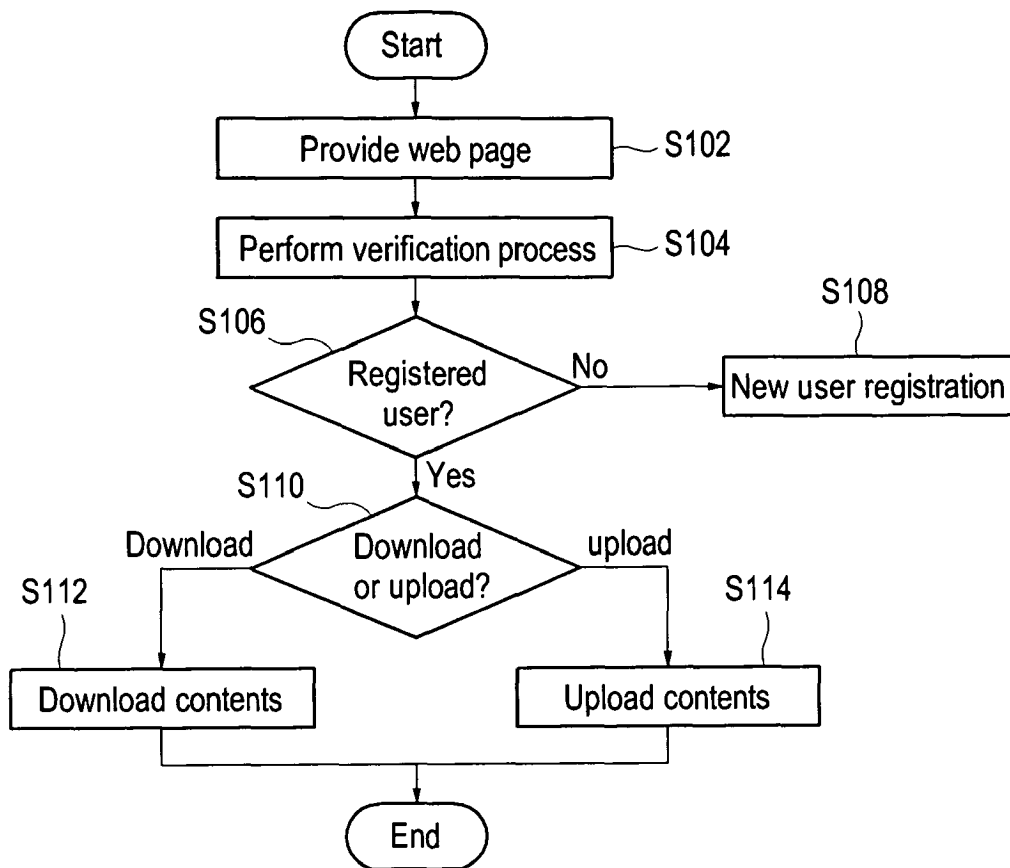 Start
Provide web page
S102
Perform verification process
S104
S108
S106
Registered
user?
No
New user registration
Yes
S110
Download
Download
or upload?
upload
S112
S114
Download contents
Upload contents
End